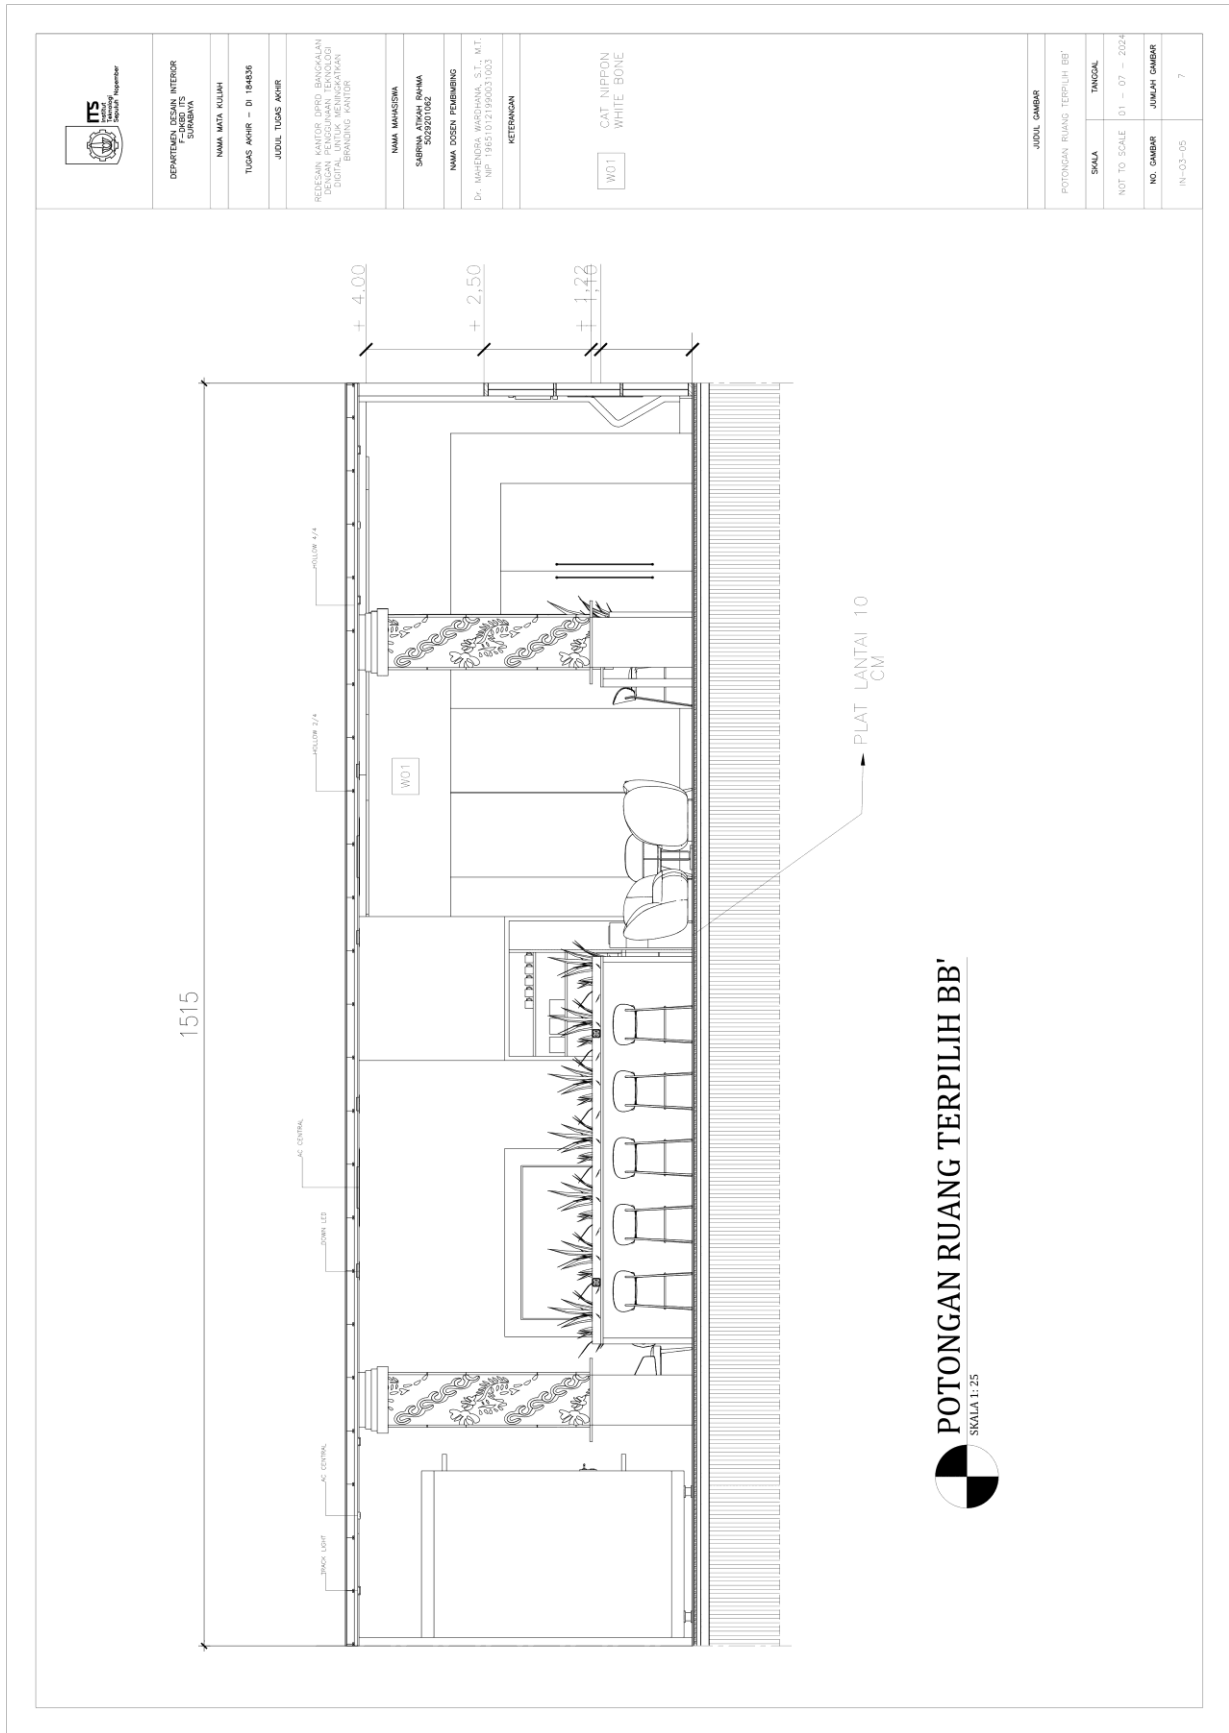 ITS
Institut
Teknologi
Sepuluh Nopember
DEPARTEMEN DESAIN INTERIOR
F-DKBD ITS
SURABAYA
NAMA MATA KULIAH
TUGAS AKHIR - DI 184836
JUDUL TUGAS AKHIR
REDESAIN KANTOR DPRD BANGKALAN
DENGAN PENGGUNAAN TEKNOLOGI
DIGITAL UNTUK MENINGKATKAN
BRANDING KANTOR
NAMA MAHASISWA
SABRINA ATIKAH RAHMA
5029201062
NAMA DOSEN PEMBIMBING
Dr. MAHENDRA WARDHANA, S.T., M.T.
NIP. 196510121990031003
KETERANGAN
W01
CAT NIPPON
WHITE BONE
JUDUL GAMBAR
POTONGAN RUANG TERPILIH BB'
SKALA
TANGGAL
NOT TO SCALE
01 - 07 - 2024
NO. GAMBAR
JUMLAH GAMBAR
IN-03-05
7
1515
TRACK LIGHT
AC CENTRAL
DOWN LED
AC CENTRAL
HOLLOW 2/4
HOLLOW 4/4
+ 4.00
+ 2,50
+ 1,22
W01
PLAT LANTAI 10
CM
POTONGAN RUANG TERPILIH BB'
SKALA 1: 25